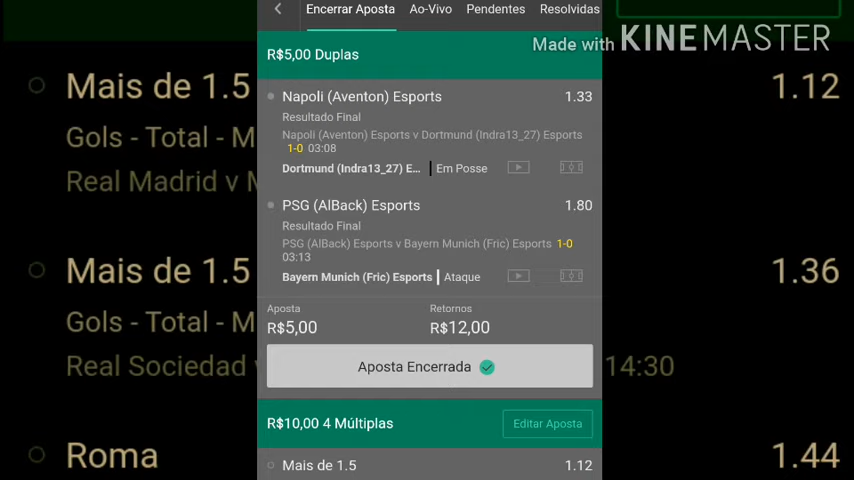 Encerrar Aposta Ao-Vivo Pendentes Resolvidas
Made with KINEMASTER
R$5,00 Duplas
Napoli (Aventon) Esports 1.33
Resultado Final
Napoli (Aventon) Esports v Dortmund (Indra13_27) Esports
1-0 03:08
Dortmund (Indra13_27) E... Em Posse
PSG (AlBack) Esports 1.80
Resultado Final
PSG (AlBack) Esports v Bayern Munich (Fric) Esports 1-0
03:13
Bayern Munich (Fric) Esports Ataque
Aposta Retornos
R$5,00 R$12,00
Aposta Encerrada
R$10,00 4 Múltiplas Editar Aposta
Mais de 1.5 1.12
Mais de 1.5 1.12
Gols - Total - M
Real Madrid v
Mais de 1.5 1.36
Gols - Total - M
Real Sociedad 14:30
Roma 1.44